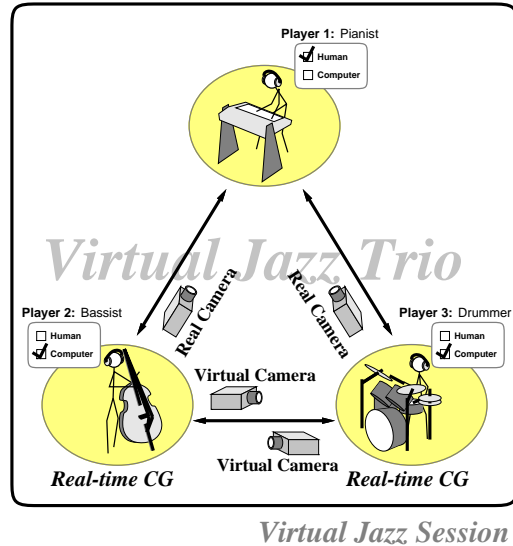 Player 1: Pianist
Human
Computer
Virtual Jazz Trio
Real Camera
Real Camera
Player 2: Bassist
Human
Computer
Player 3: Drummer
Human
Computer
Virtual Camera
Virtual Camera
Real-time CG
Real-time CG
Virtual Jazz Session